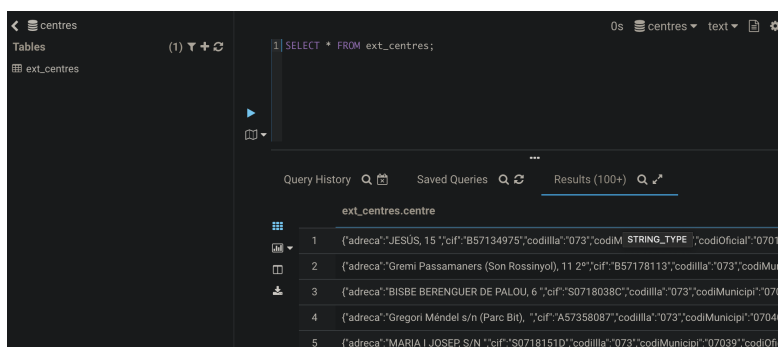 centres
0s centres text
Tables (1)
1 SELECT * FROM ext_centres;
ext_centres
Query History Saved Queries Results (100+)
ext_centres.centre
1 {"adreca":"JESÚS, 15 ","cif":"B57134975","codiIlla":"073","codiM STRING_TYPE ,"codiOficial":"0701
2 {"adreca":"Gremi Passamaners (Son Rossinyol), 11 2º","cif":"B57178113","codiIlla":"073","codiMu
3 {"adreca":"BISBE BERENGUER DE PALOU, 6 ","cif":"S0718038C","codiIlla":"073","codiMunicipi":"070
4 {"adreca":"Gregori Méndel s/n (Parc Bit), ","cif":"A57358087","codiIlla":"073","codiMunicipi":"0704
5 {"adreca":"MARIA I JOSEP, S/N ","cif":"S0718151D","codiIlla":"073","codiMunicipi":"07039","codiOfi